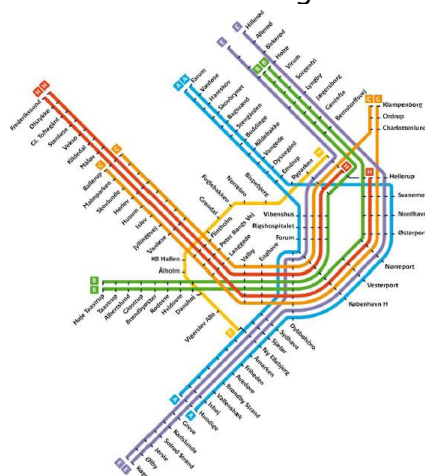 E
Hillerød
Allerød
Birkerød
Holte
Virum
Sorgenfri
Lyngby
Jægersborg
Gentofte
Bernstorffsvej
E
B
B
A
A
Farum
Værløse
Hareskov
Skovbrynet
Bagsværd
Stengården
Buddinge
Kildebakke
Vangede
Dyssegård
Emdrup
Ryparken
F
C
C
Klampenborg
Ordrup
Charlottenlund
H
H
Frederikssund
Ølstykke
Gl. Toftegård
Stenløse
Veksø
Kildedal
Måløv
C
C
Ballerup
Malmparken
Skovlunde
Herlev
Husum
Islev
Jyllingevej
Vanløse
Fuglebakken
Nørrebro
Bispebjerg
Grøndal
Flintholm
Peter Bangs Vej
Langgade
Valby
Enghave
KB Hallen
Ålholm
H
Hellerup
Svanemøl
Nordhavn
Østerport
Nørreport
Vesterport
København H
Vibenshus
Rigshospitalet
Forum
B
B
Høje Taastrup
Taastrup
Albertslund
Glostrup
Brøndbyøster
Rødovre
Hvidovre
Danshøj
Vigerslev Allé
F
Dybbølsbro
Sydhavn
Sjælør
Ny Ellebjerg
Åmarken
Friheden
Avedøre
Brøndby Strand
Vallensbæk
Ishøj
Hundige
A
A
Greve
Karlslunde
Solrød Strand
Jersie
Ølby
Køge
E
E